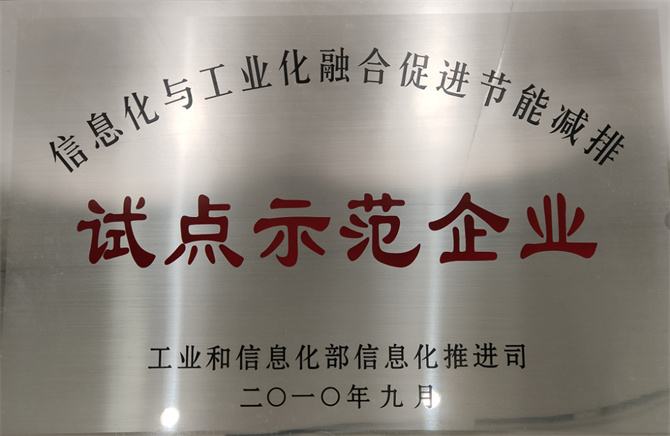 信息化与工业化融合促进节能减排
试点示范企业
工业和信息化部信息化推进司
二〇一〇年九月